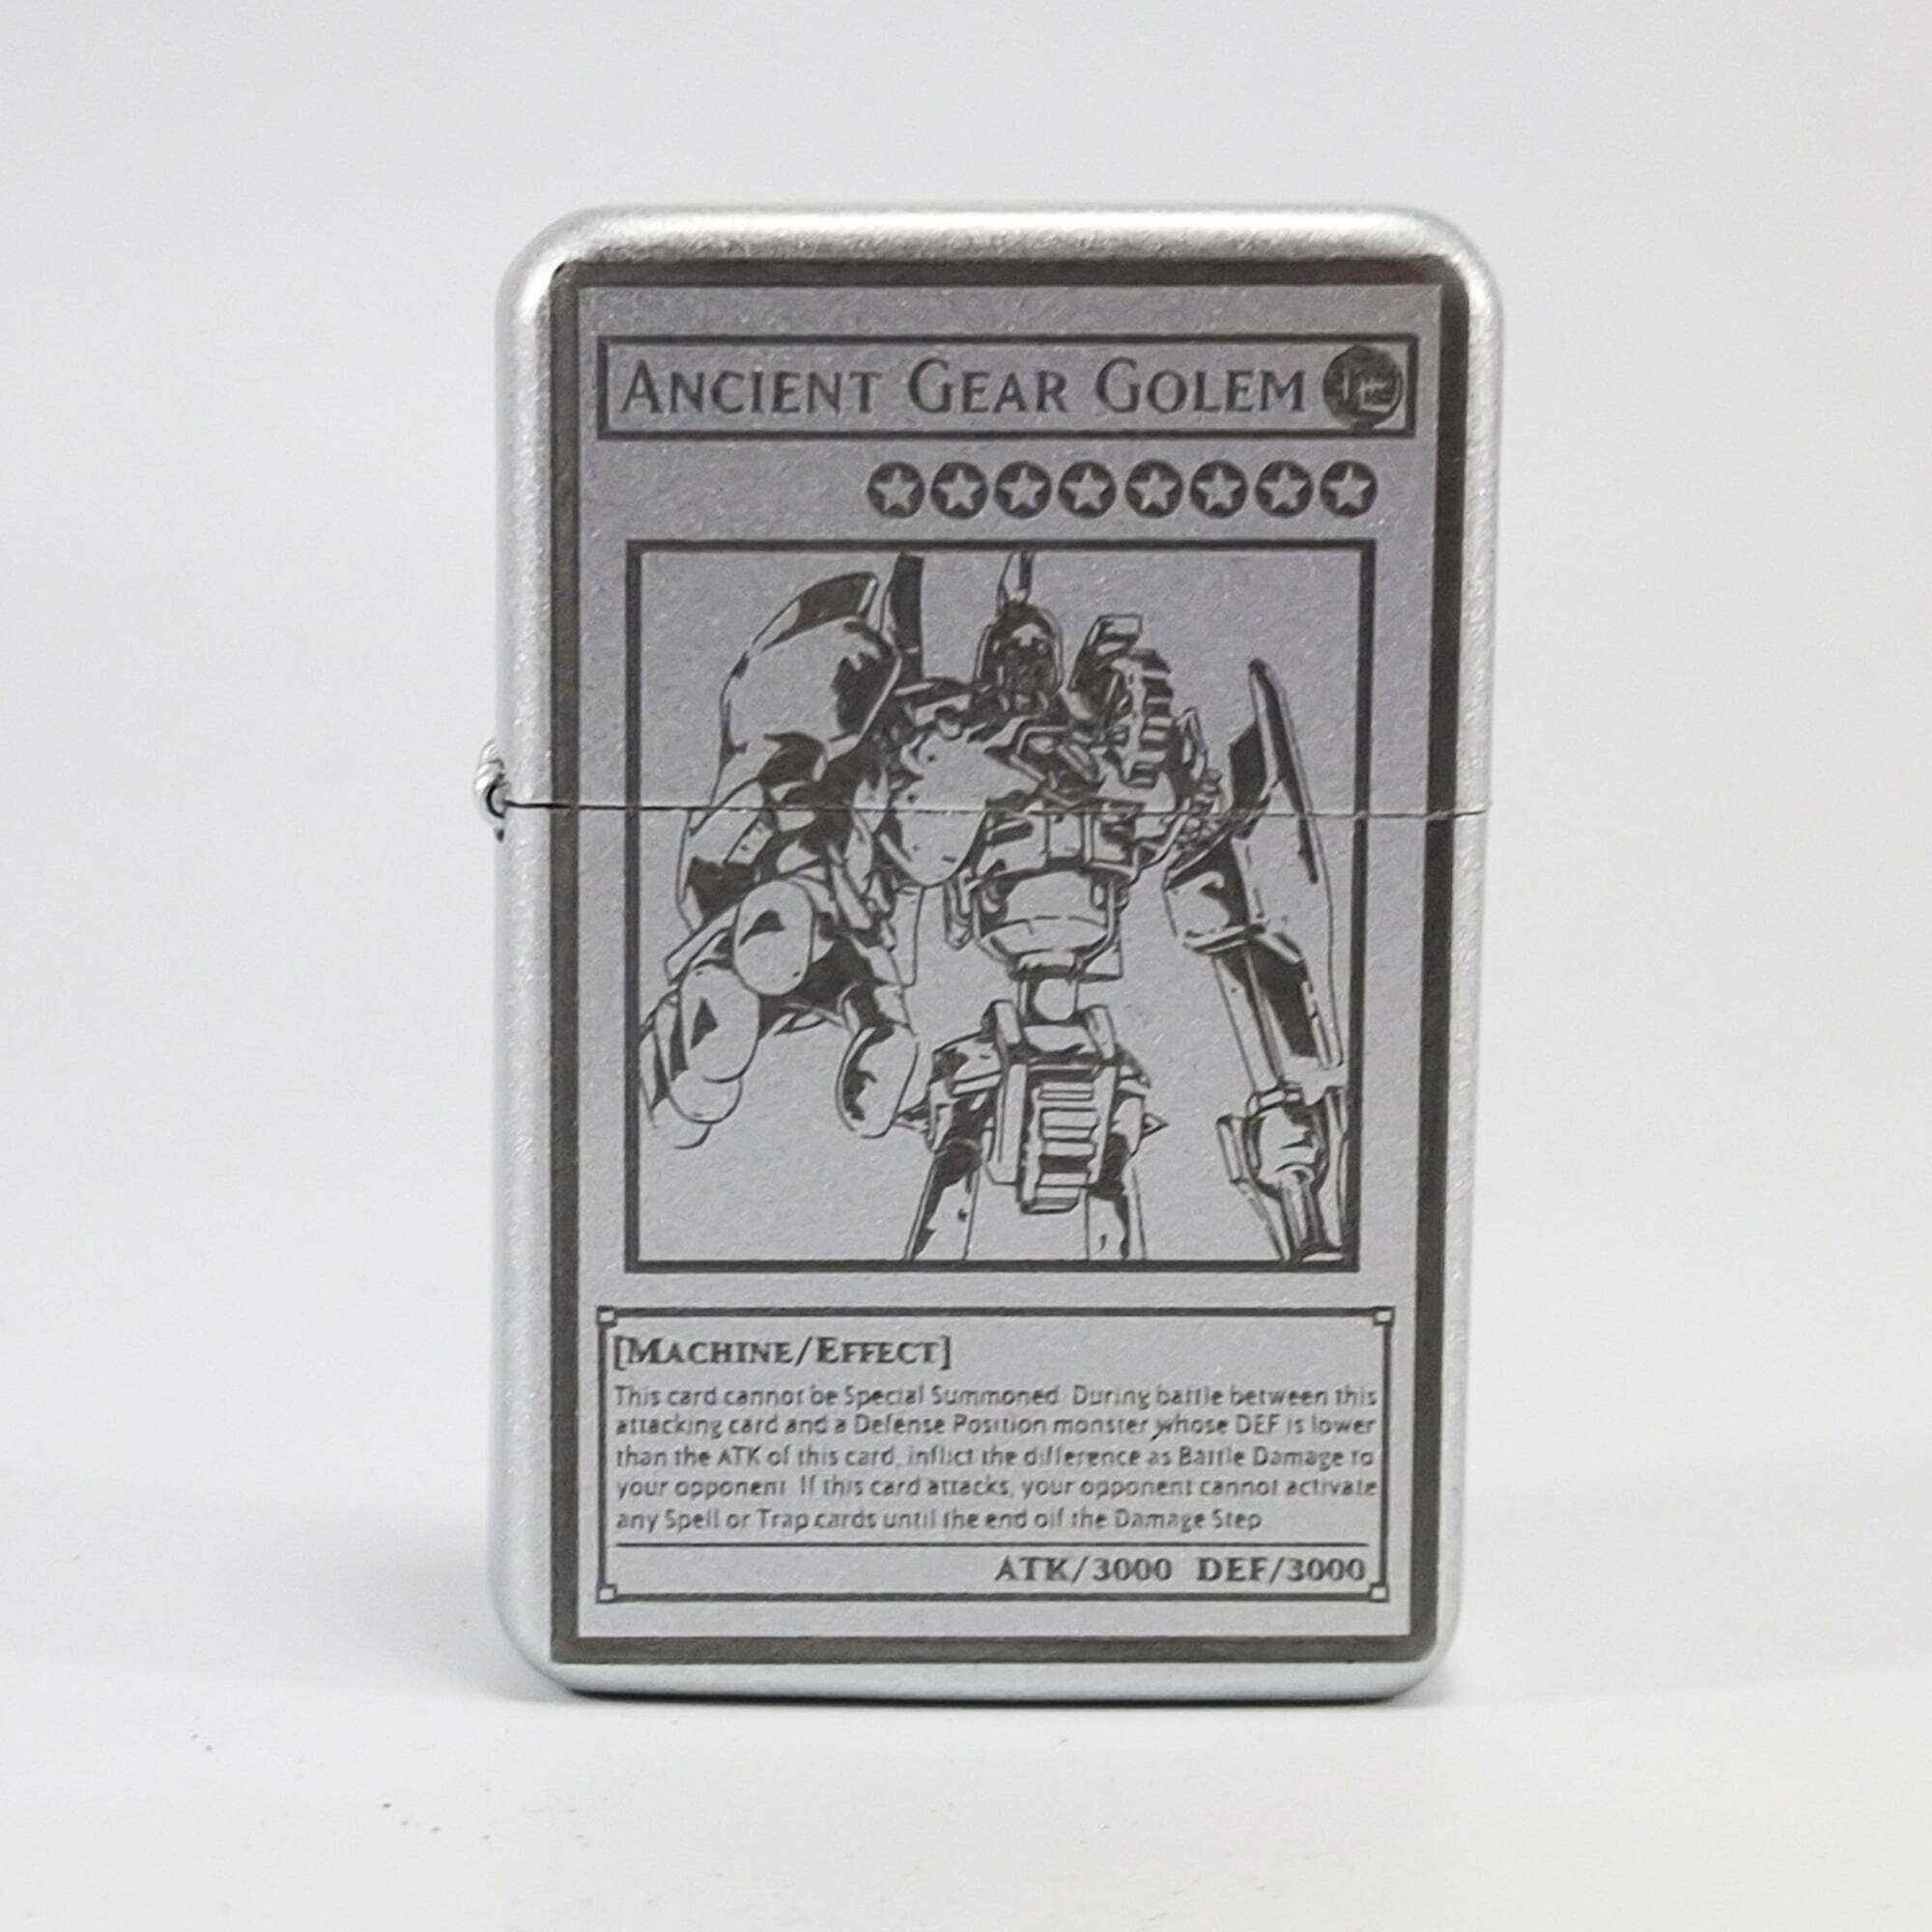 ANCIENT GEAR GOLEM
[MACHINE/EFFECT]
This card cannot be Special Summoned. During battle between this
attacking card and a Defense Position monster whose DEF is lower
than the ATK of this card, inflict the difference as Battle Damage to
your opponent. If this card attacks, your opponent cannot activate
any Spell or Trap cards until the end oif the Damage Step
ATK/3000 DEF/3000